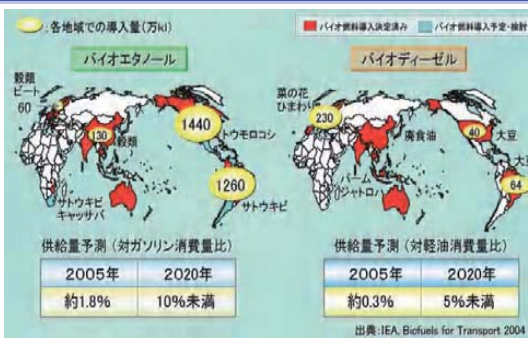 :各地域での導入量(万kl)
バイオ燃料導入決定済み
バイオ燃料導入予定・検討
バイオエタノール
バイオディーゼル
穀類
ビート
60
130
穀類
1440
トウモロコシ
1260
サトウキビ
サトウキビ
キャッサバ
菜の花
ひまわり
230
廃食油
40
大豆
パーム
ジャトロハ
大豆
64
供給量予測(対ガソリン消費量比)
2005年 2020年
約1.8% 10%未満
供給量予測(対軽油消費量比)
2005年 2020年
約0.3% 5%未満
出典:IEA, Biofuels for Transport 2004